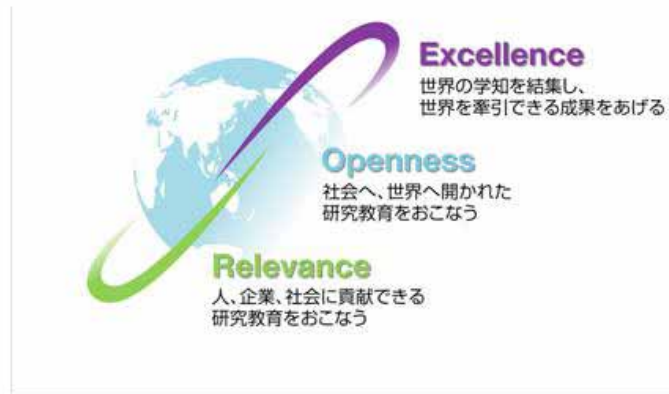 Excellence
世界の学知を結集し、
世界を牽引できる成果をあげる
Openness
社会へ、世界へ開かれた
研究教育をおこなう
Relevance
人、企業、社会に貢献できる
研究教育をおこなう